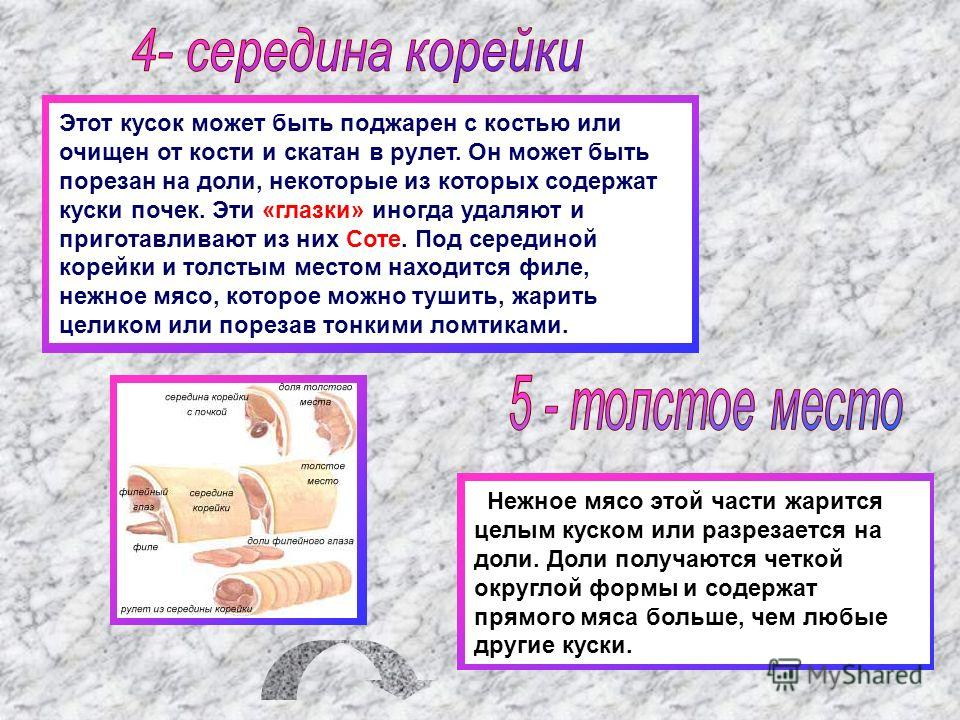 4- середина корейки
Этот кусок может быть поджарен с костью или
очищен от кости и скатан в рулет. Он может быть
порезан на доли, некоторые из которых содержат
куски почек. Эти «глазки» иногда удаляют и
приготавливают из них Соте. Под серединой
корейки и толстым местом находится филе,
нежное мясо, которое можно тушить, жарить
целиком или порезав тонкими ломтиками.
середина корейки
с почкой
доля толстого
места
толстое
место
филейный
глаз
середина
корейки
филе
доли филейного глаза
рулет из середины корейки
5 - толстое место
Нежное мясо этой части жарится
целым куском или разрезается на
доли. Доли получаются четкой
округлой формы и содержат
прямого мяса больше, чем любые
другие куски.
MyShared